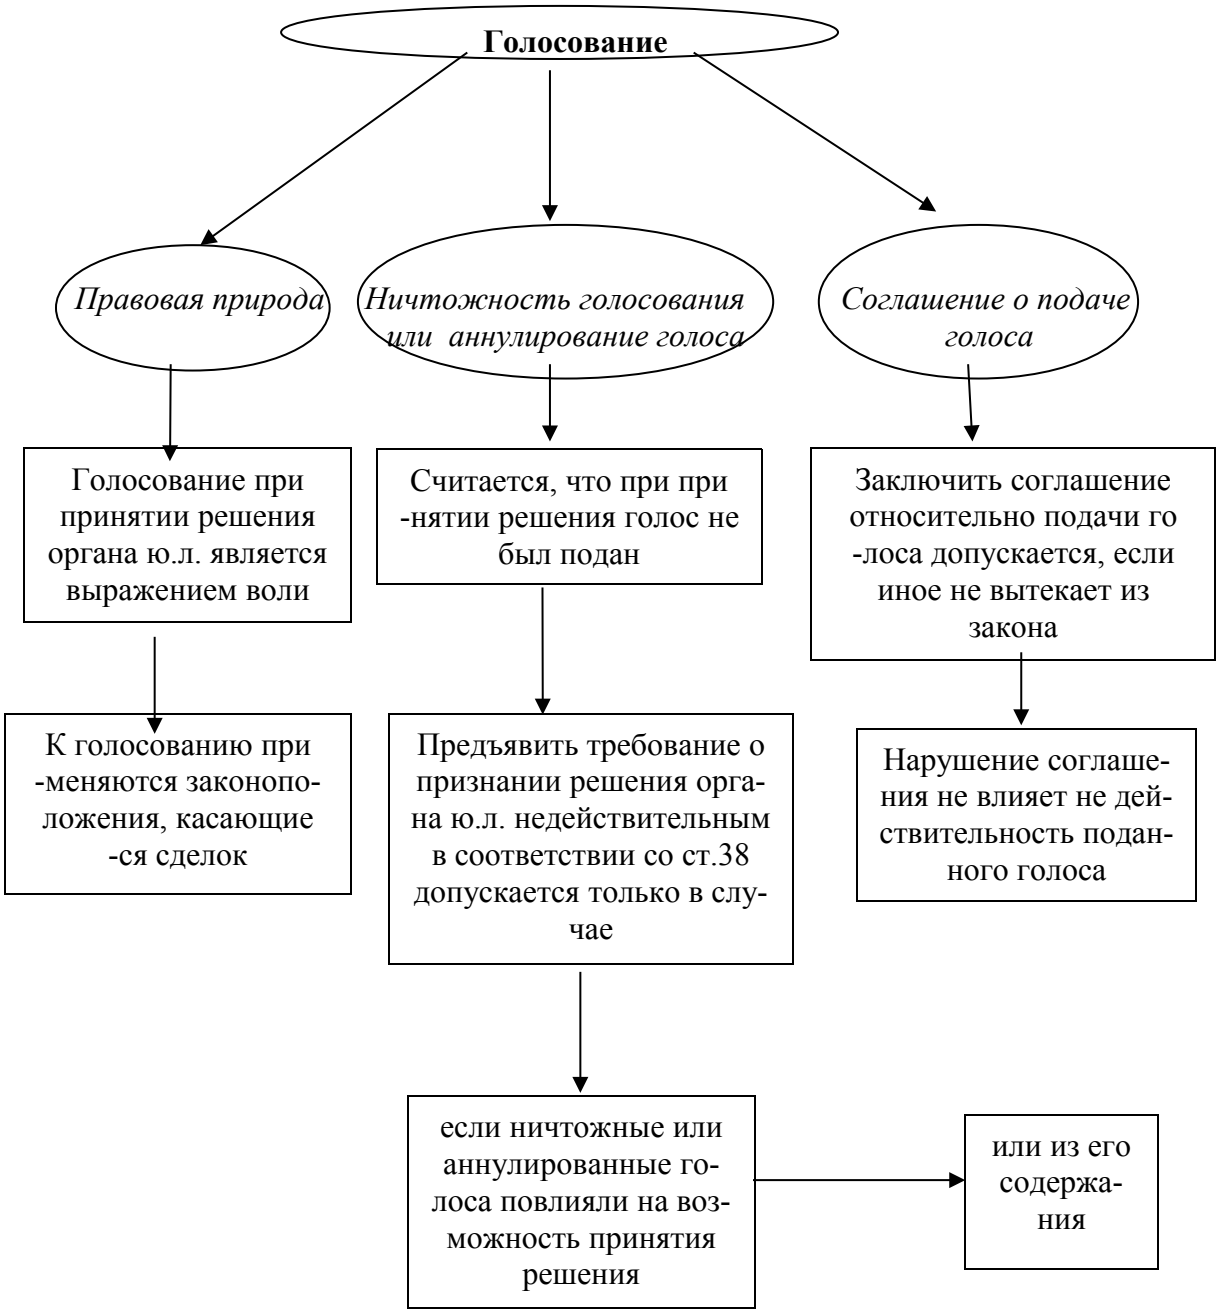 Голосование
Правовая природа
Ничтожность голосования
или аннулирование голоса
Соглашение о подаче
голоса
Голосование при
принятии решения
органа ю.л. является
выражением воли
Считается, что при при
-нятии решения голос не
был подан
Заключить соглашение
относительно подачи го
-лоса допускается, если
иное не вытекает из
закона
К голосованию при
-меняются законопо-
ложения, касающие
-ся сделок
Предъявить требование о
признании решения орга-
на ю.л. недействительным
в соответствии со ст.38
допускается только в слу-
чае
Нарушение соглаше-
ния не влияет не дей-
ствительность подан-
ного голоса
если ничтожные или
аннулированные го-
лоса повлияли на воз-
можность принятия
решения
или из его
содержа-
ния